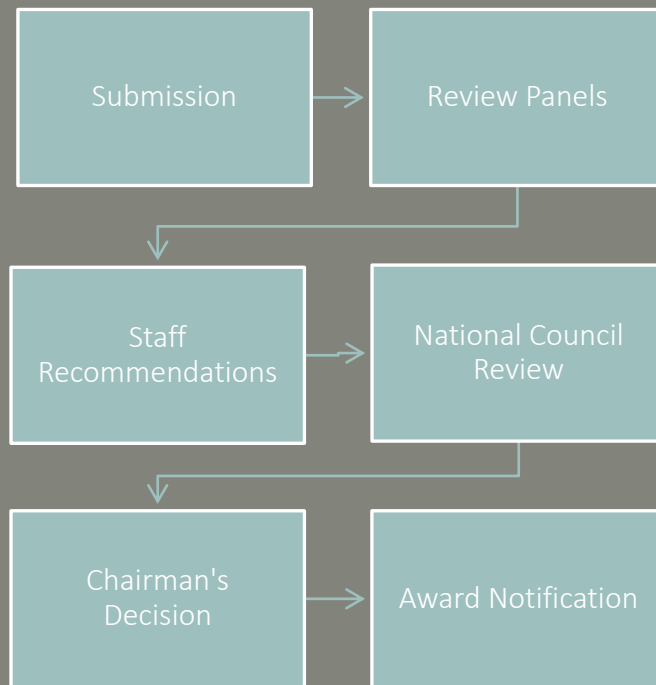 Submission
Review Panels
Staff
Recommendations
National Council
Review
Chairman's
Decision
Award Notification